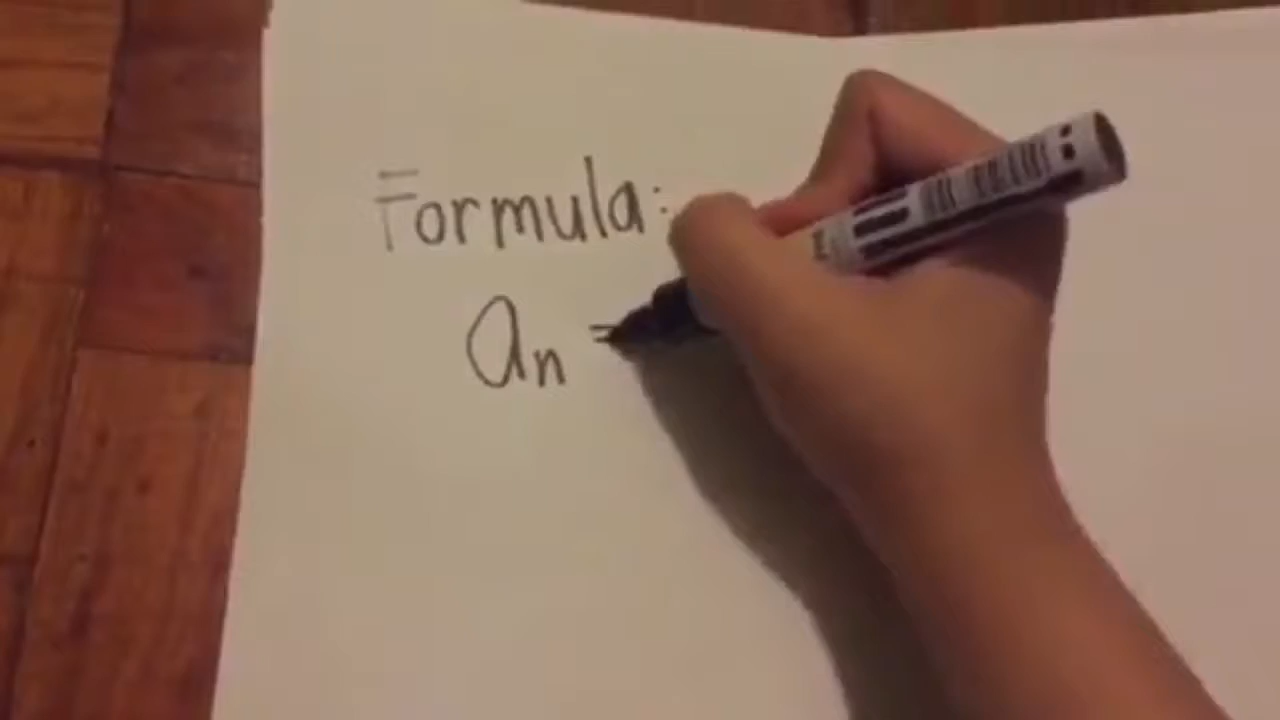 Formula:
an =